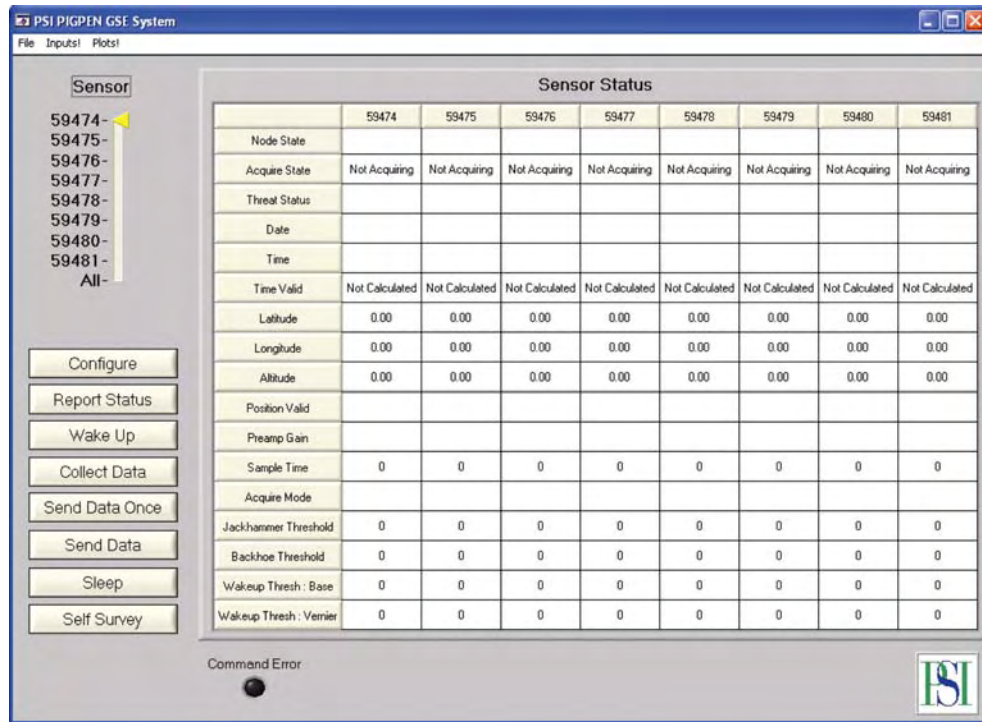 PSI PIGPEN GSE System
File Inputs! Plots!
Sensor
59474-
59475-
59476-
59477-
59478-
59479-
59480-
59481-
All-
Configure
Report Status
Wake Up
Collect Data
Send Data Once
Send Data
Sleep
Self Survey
Sensor Status
59474 59475 59476 59477 59478 59479 59480 59481
Node State
Acquire State Not Acquiring Not Acquiring Not Acquiring Not Acquiring Not Acquiring Not Acquiring Not Acquiring Not Acquiring
Threat Status
Date
Time
Time Valid Not Calculated Not Calculated Not Calculated Not Calculated Not Calculated Not Calculated Not Calculated Not Calculated
Latitude 0.00 0.00 0.00 0.00 0.00 0.00 0.00 0.00
Longitude 0.00 0.00 0.00 0.00 0.00 0.00 0.00 0.00
Altitude 0.00 0.00 0.00 0.00 0.00 0.00 0.00 0.00
Position Valid
Preamp Gain
Sample Time 0 0 0 0 0 0 0 0
Acquire Mode
Jackhammer Threshold 0 0 0 0 0 0 0 0
Backhoe Threshold 0 0 0 0 0 0 0 0
Wakeup Thresh : Base 0 0 0 0 0 0 0 0
Wakeup Thresh : Vernier 0 0 0 0 0 0 0 0
Command Error
PSI